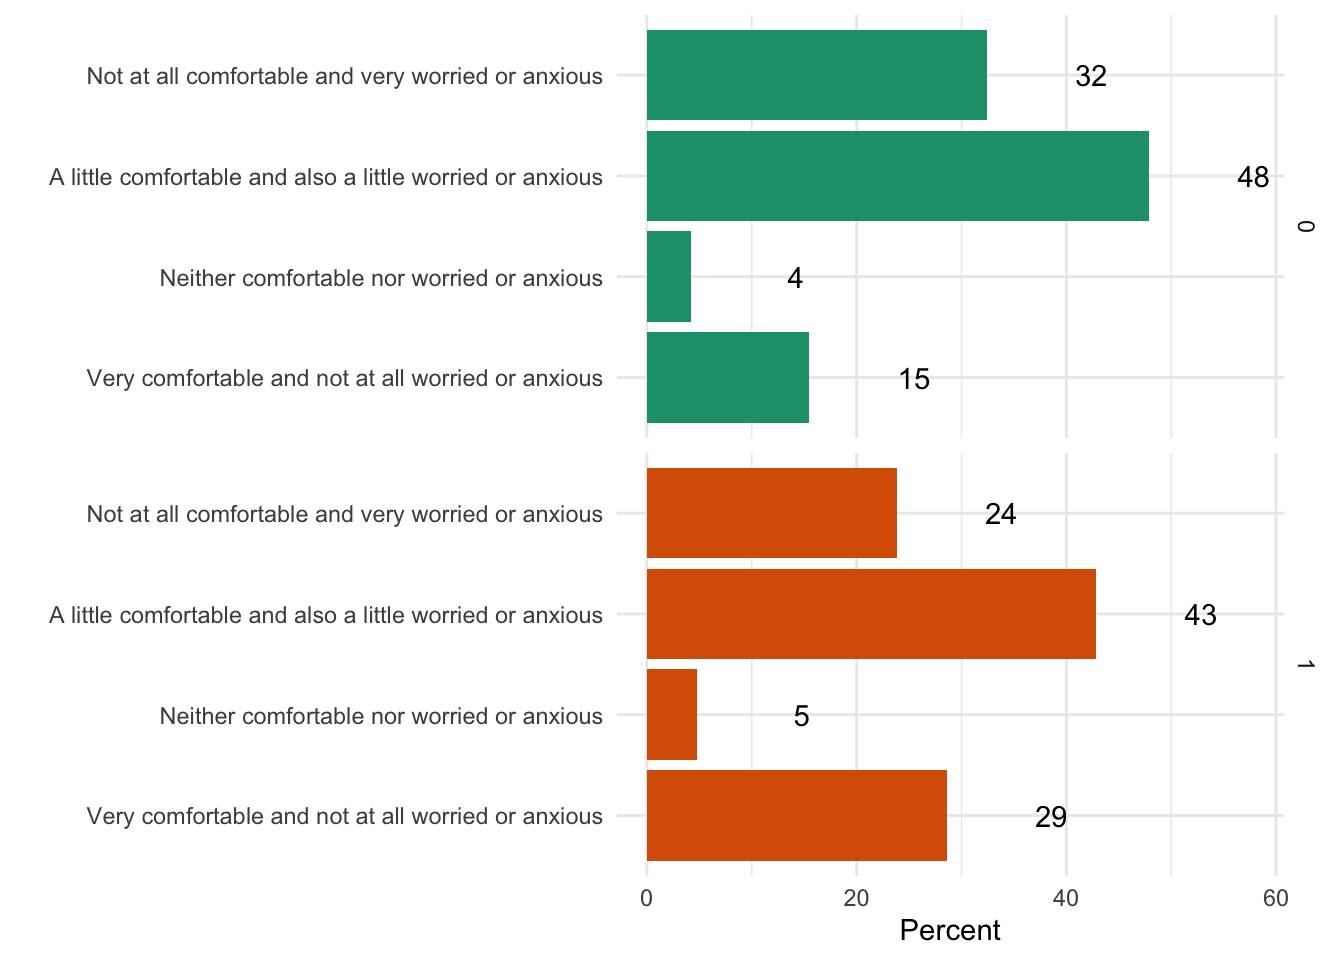 Not at all comfortable and very worried or anxious 32
A little comfortable and also a little worried or anxious 48
Neither comfortable nor worried or anxious 4
Very comfortable and not at all worried or anxious 15
0
Not at all comfortable and very worried or anxious 24
A little comfortable and also a little worried or anxious 43
Neither comfortable nor worried or anxious 5
Very comfortable and not at all worried or anxious 29
1
0 20 40 60
Percent